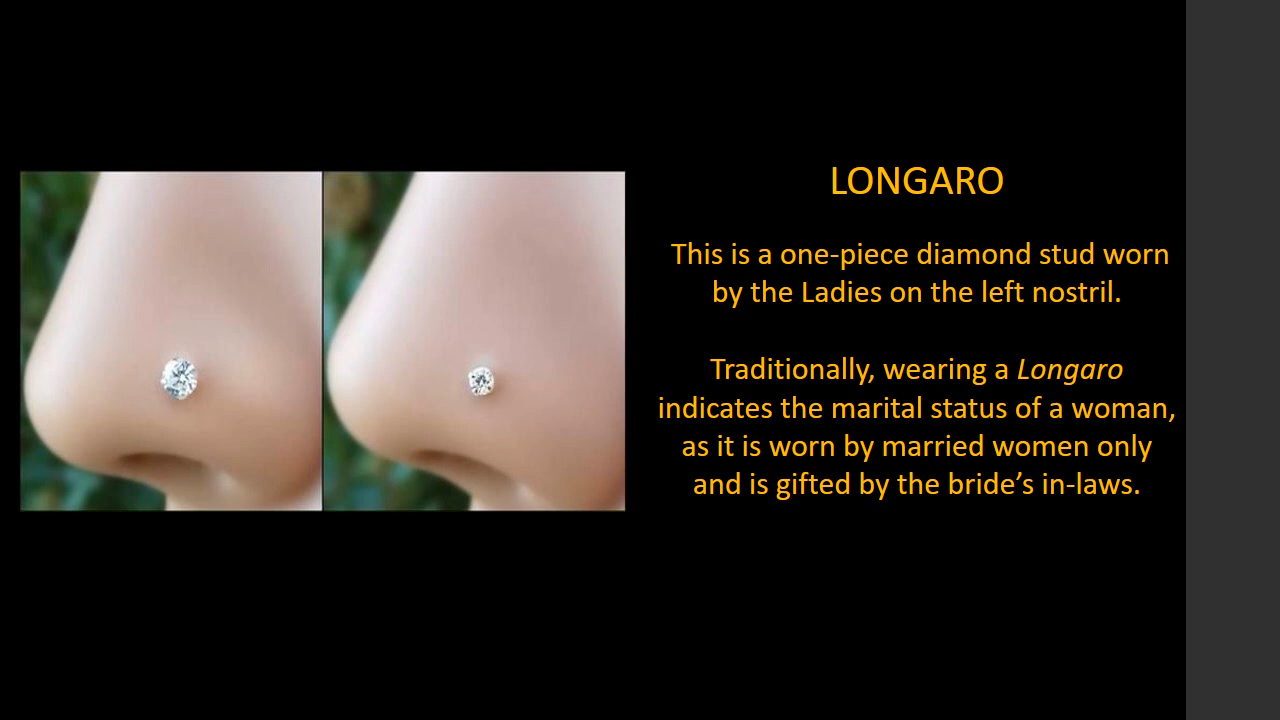 LONGARO
This is a one-piece diamond stud worn
by the Ladies on the left nostril.
Traditionally, wearing a Longaro
indicates the marital status of a woman,
as it is worn by married women only
and is gifted by the bride’s in-laws.